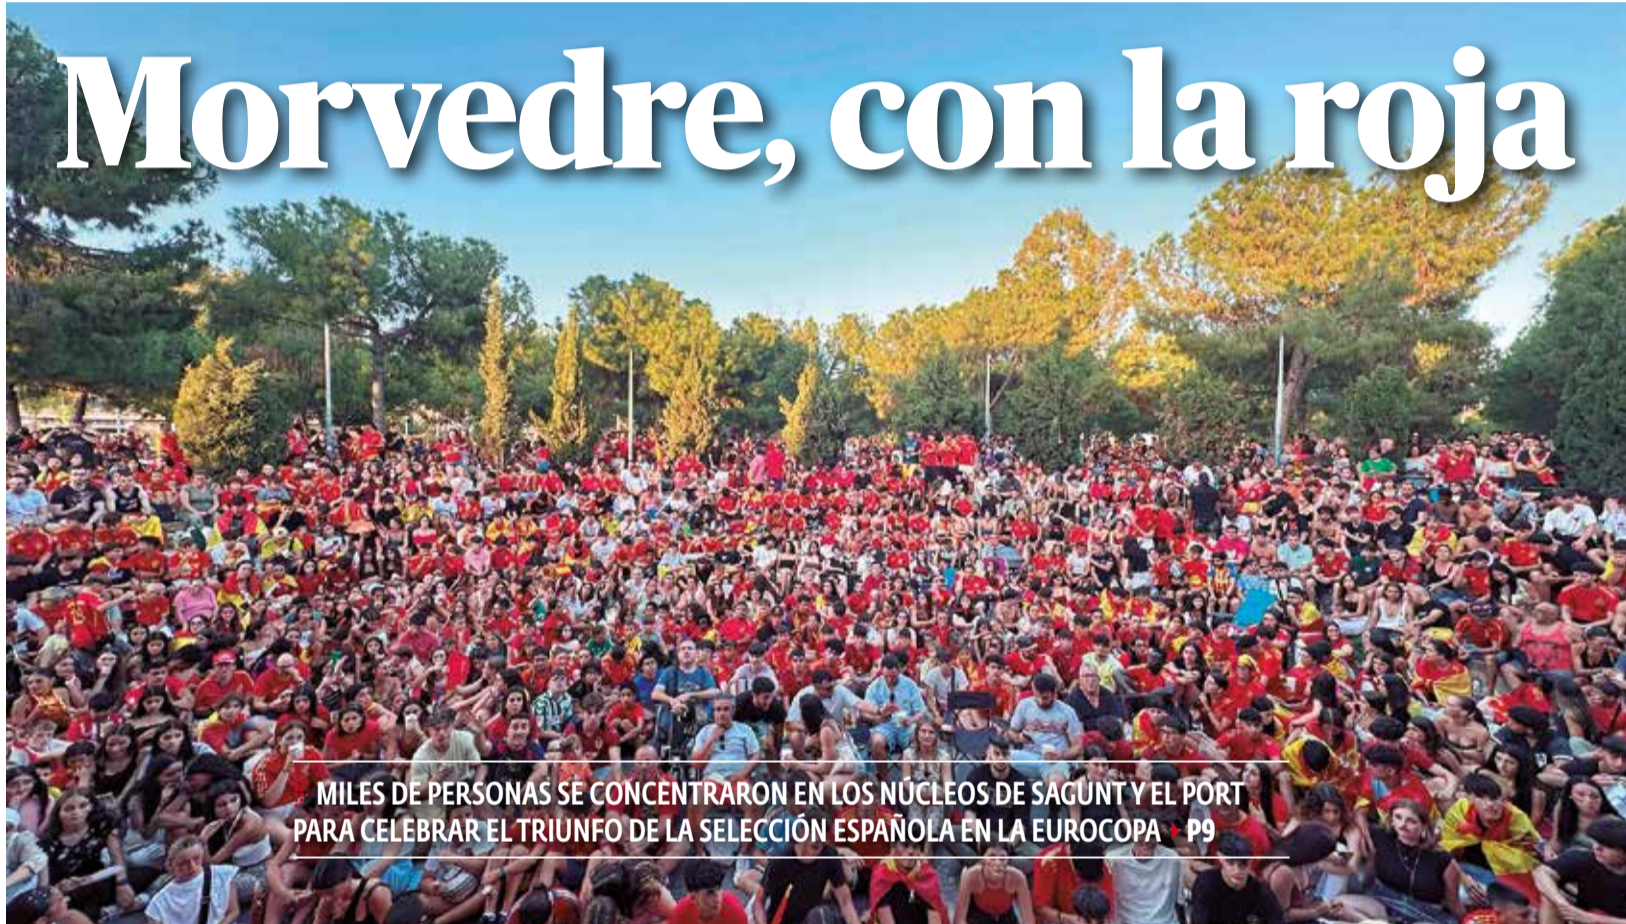 Morvedre, con la roja
MILES DE PERSONAS SE CONCENTRARON EN LOS NÚCLEOS DE SAGUNT Y EL PORT
PARA CELEBRAR EL TRIUNFO DE LA SELECCIÓN ESPAÑOLA EN LA EUROCOPA P9